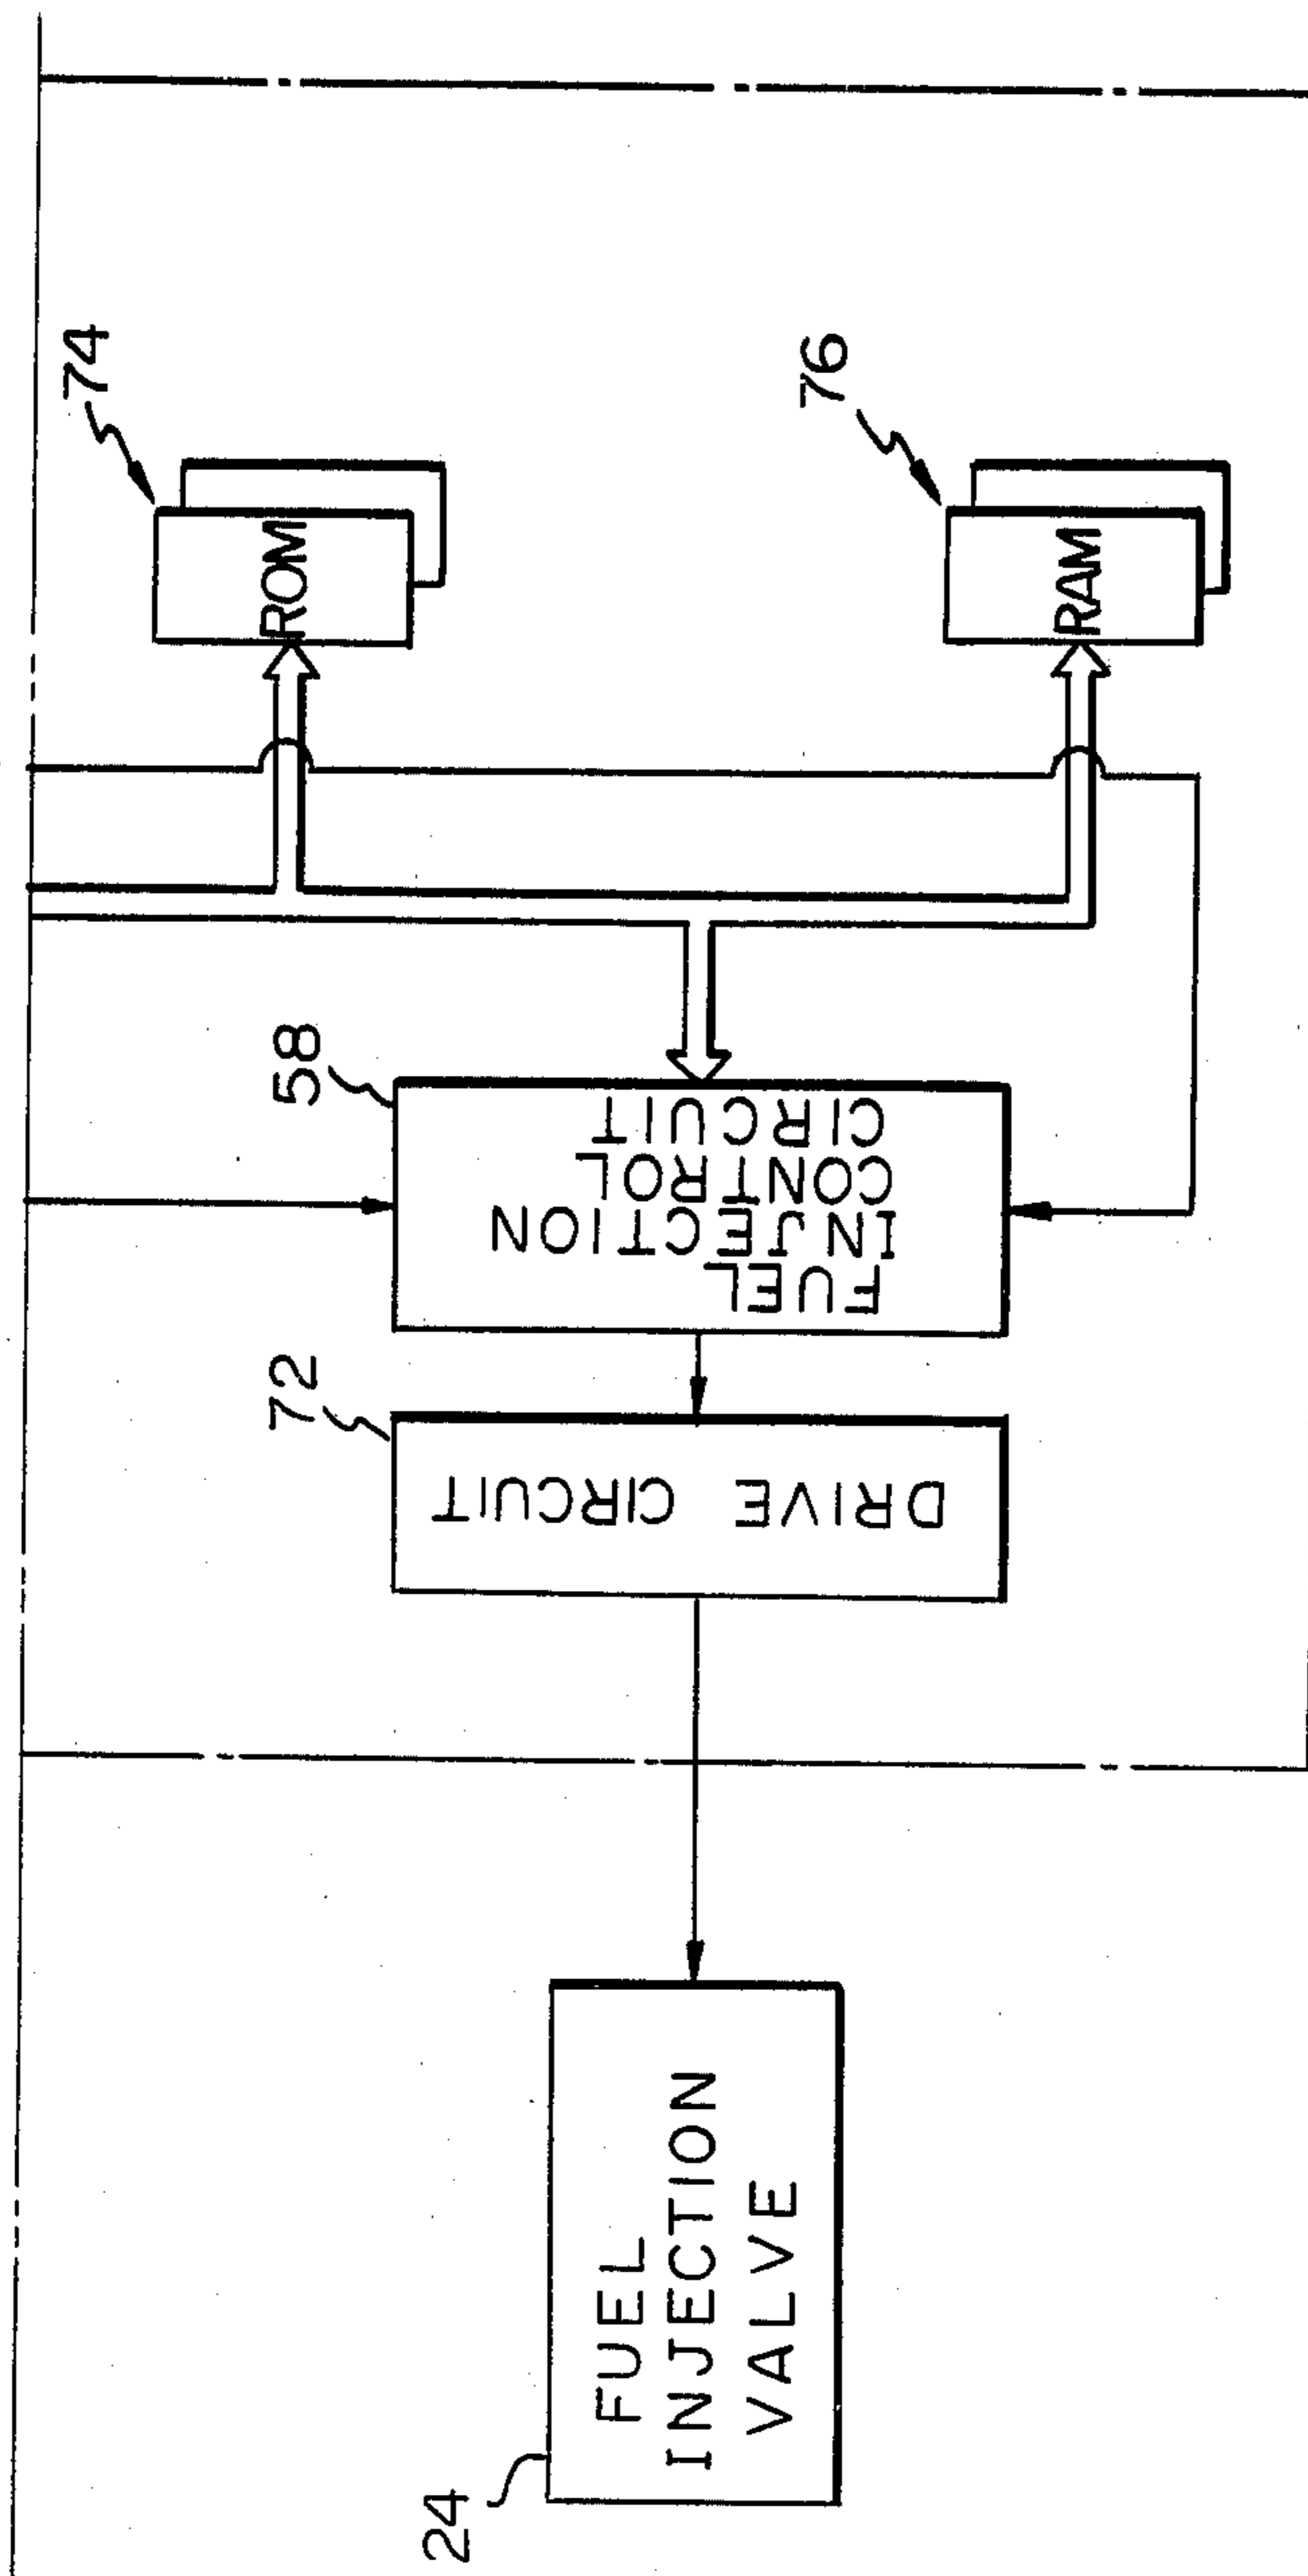 24
FUEL
INJECTION
VALVE
72
DRIVE CIRCUIT
58
FUEL
INJECTION
CONTROL
CIRCUIT
74
ROM
76
RAM